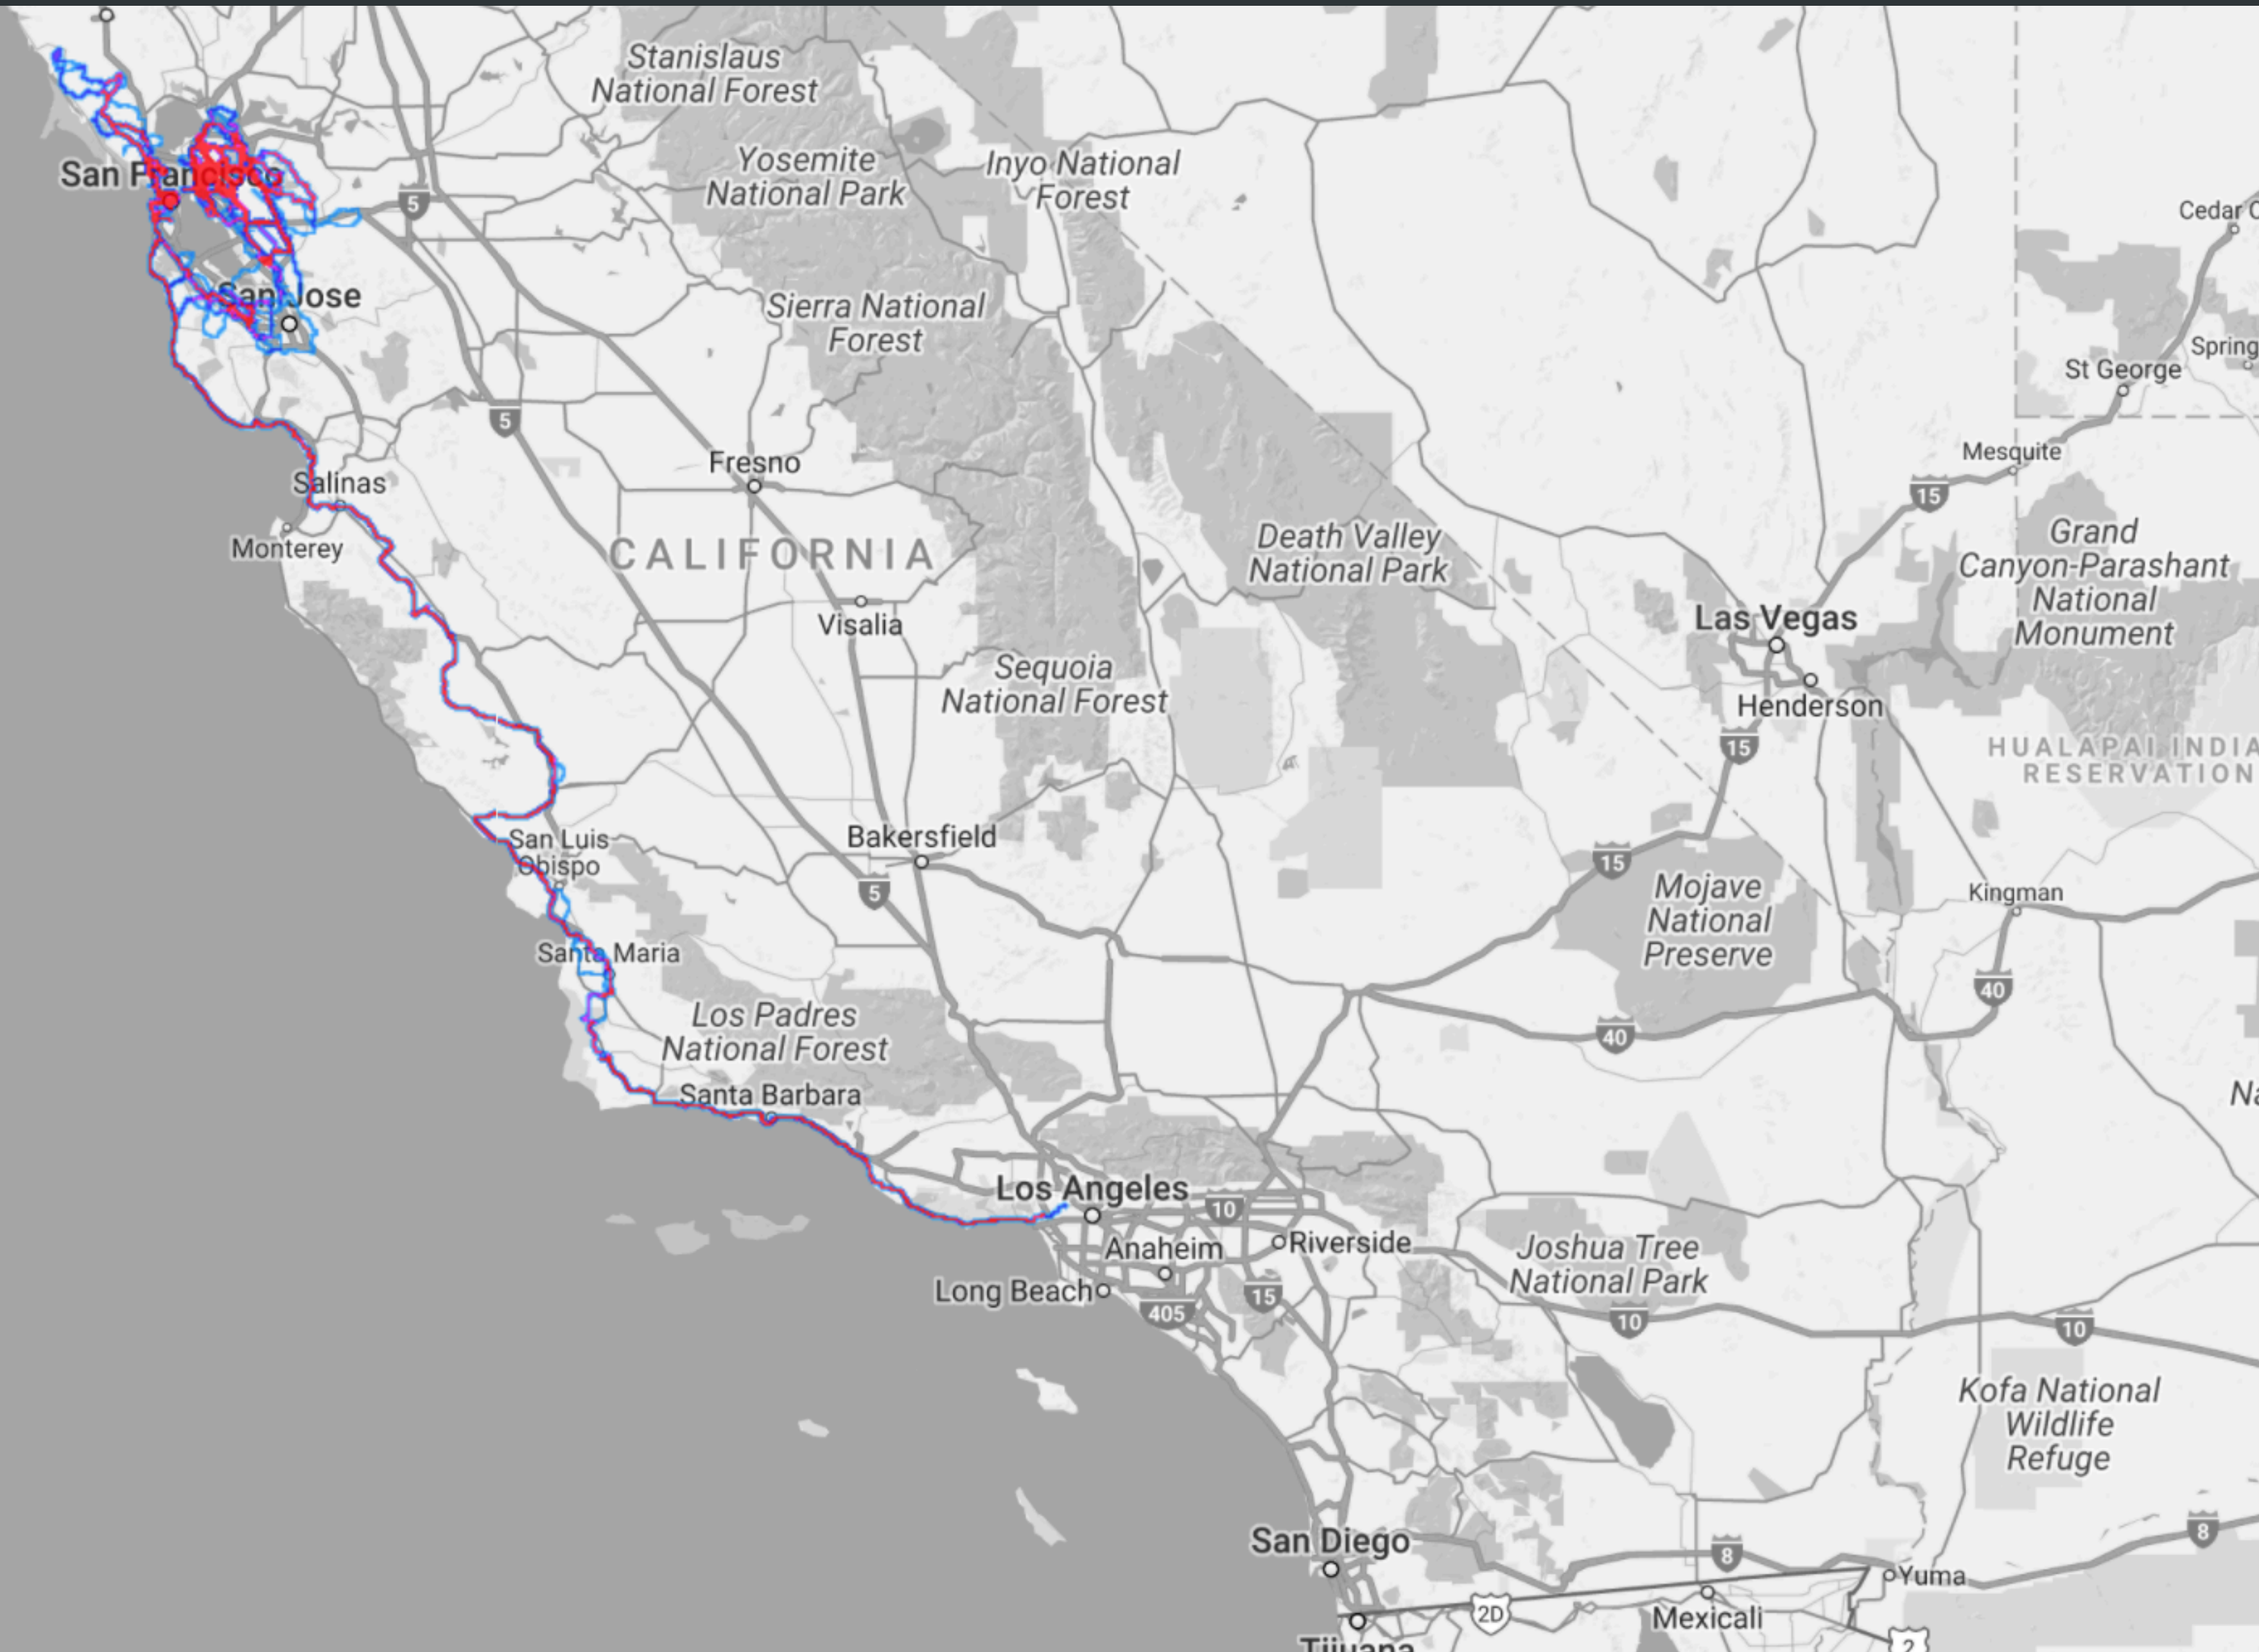 Stanislaus
National Forest
Yosemite
National Park
Inyo National
Forest
San Francisco
5
Cedar C
San Jose
Sierra National
Forest
Spring
St George
5
Mesquite
15
Fresno
Salinas
Monterey
CALIFORNIA
Death Valley
National Park
Grand
Canyon-Parashant
National
Monument
Visalia
Las Vegas
Henderson
Sequoia
National Forest
15
HUALAPAI INDIA
RESERVATION
San Luis
Obispo
Bakersfield
5
15
Mojave
National
Preserve
Kingman
Santa Maria
40
40
Los Padres
National Forest
Santa Barbara
Na
Los Angeles
10
Anaheim
Riverside
Long Beach
15
405
Joshua Tree
National Park
10
10
Kofa National
Wildlife
Refuge
San Diego
8
8
Yuma
2D
Mexicali
2
Tijuana